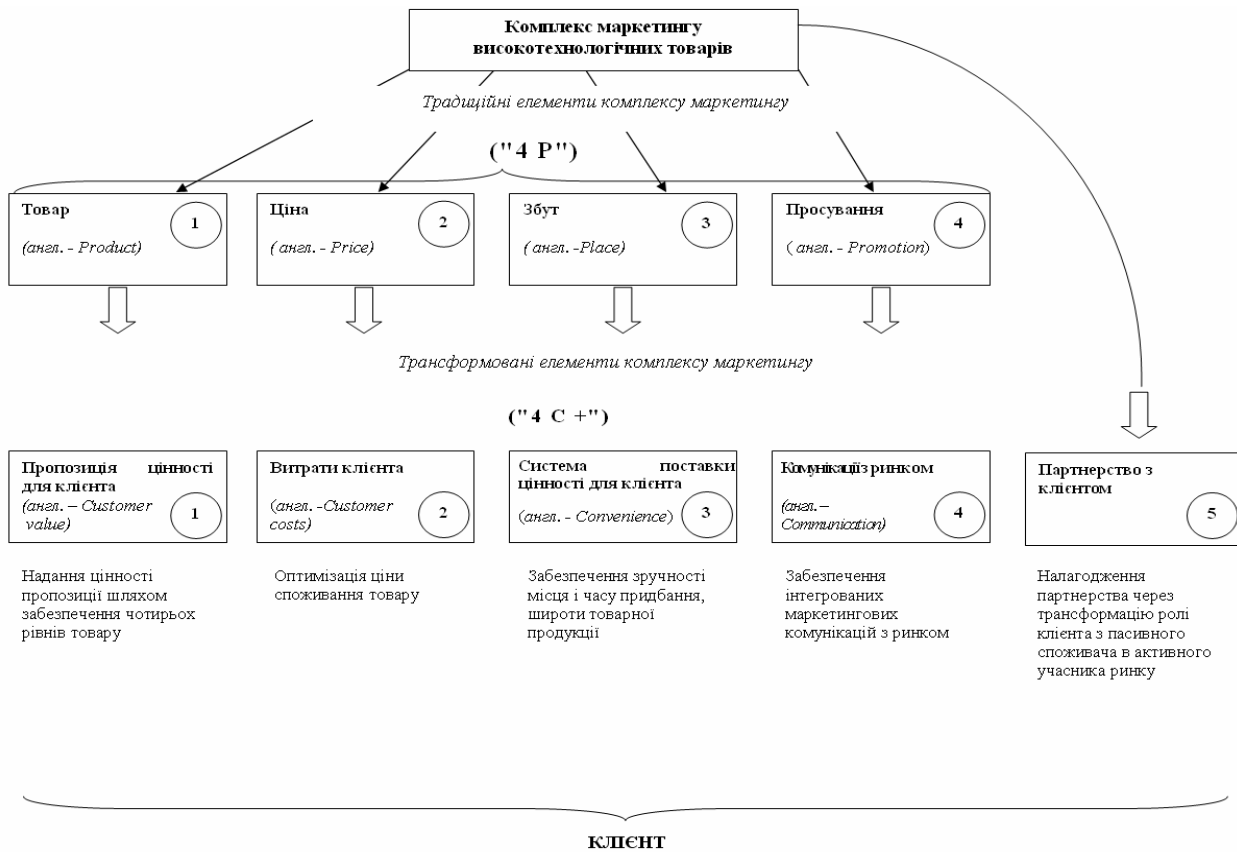 Комплекс маркетингу
високотехнологічних товарів
Традиційні елементи комплексу маркетингу
("4 P")
Товар
1
(англ. - Product)
Ціна
2
( англ. - Price)
Збут
3
( англ. -Place)
Просування
4
( англ. - Promotion)
Трансформовані елементи комплексу маркетингу
("4 C +")
Пропозиція цінності
для клієнта
(англ. – Customer
value)
1
Витрати клієнта
(англ. -Customer
costs)
2
Система поставки
цінності для клієнта
(англ. - Convenience)
3
Комунікації з ринком
(англ. –
Communication)
4
Партнерство з
клієнтом
5
Надання цінності
пропозиції шляхом
забезпечення чотирьох
рівнів товару
Оптимізація ціни
споживання товару
Забезпечення зручності
місця і часу придбання,
широти товарної
продукції
Забезпечення
інтегрованих
маркетингових
комунікацій з ринком
Налагодження
партнерства через
трансформацію ролі
клієнта з пасивного
споживача в активного
учасника ринку
КЛІЄНТ